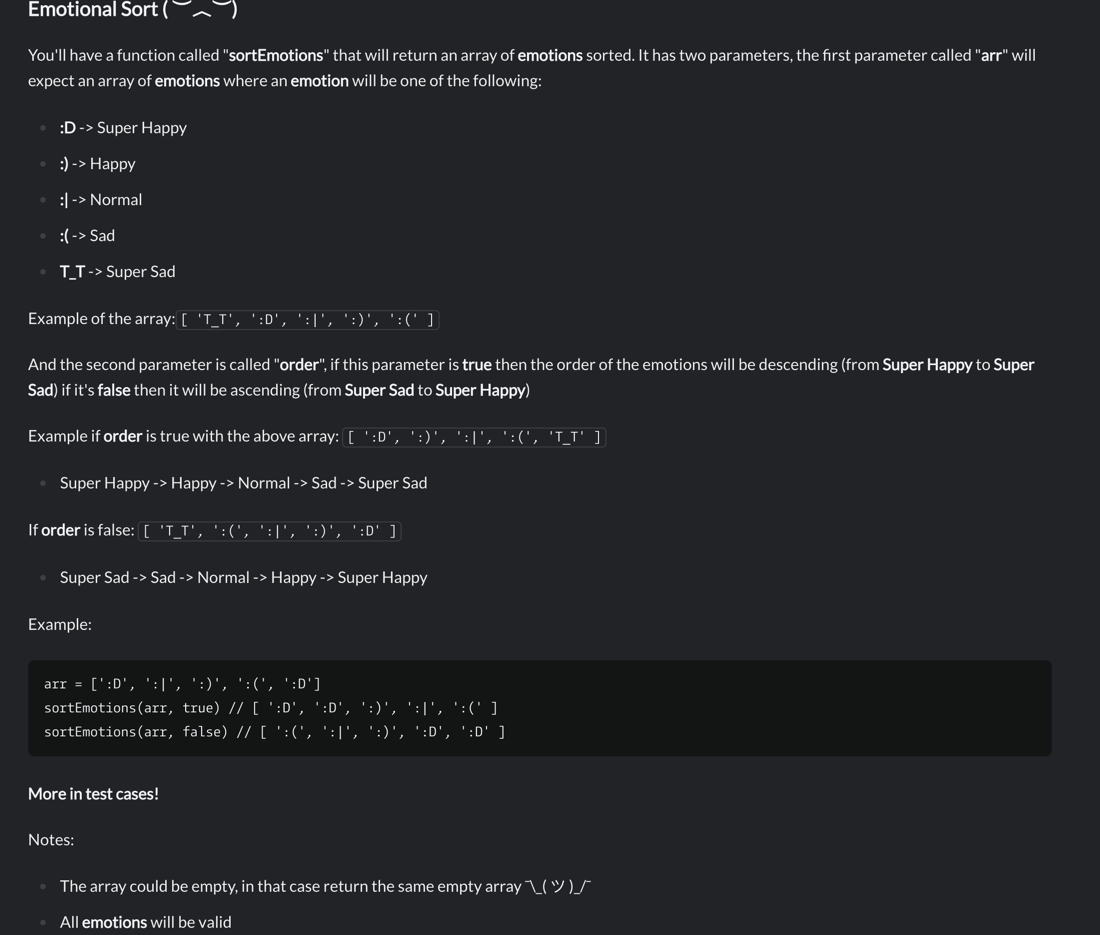 Emotional Sort ( ︶︿︶)
You'll have a function called "sortEmotions" that will return an array of emotions sorted. It has two parameters, the first parameter called "arr" will
expect an array of emotions where an emotion will be one of the following:
:D -> Super Happy
:) -> Happy
:| -> Normal
:( -> Sad
T_T -> Super Sad
Example of the array:[ 'T_T', ':D', ':|', ':)', ':(' ]
And the second parameter is called "order", if this parameter is true then the order of the emotions will be descending (from Super Happy to Super
Sad) if it's false then it will be ascending (from Super Sad to Super Happy)
Example if order is true with the above array: [ ':D', ':)', ':|', ':(', 'T_T' ]
Super Happy -> Happy -> Normal -> Sad -> Super Sad
If order is false: [ 'T_T', ':(', ':|', ':)', ':D' ]
Super Sad -> Sad -> Normal -> Happy -> Super Happy
Example:
arr = [':D', ':|', ':)', ':(', ':D']
sortEmotions(arr, true) // [ ':D', ':D', ':)', ':|', ':(' ]
sortEmotions(arr, false) // [ ':(', ':|', ':)', ':D', ':D' ]
More in test cases!
Notes:
The array could be empty, in that case return the same empty array ¯\_( ツ )_/¯
All emotions will be valid